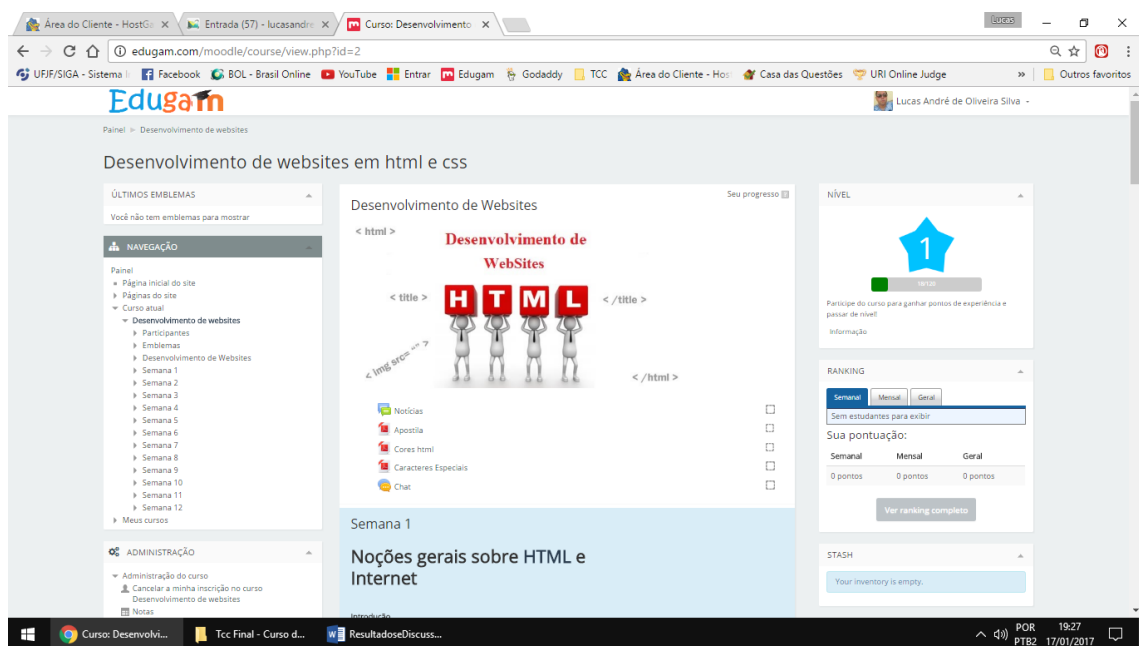 Área do Cliente - HostGa
Entrada (57) - lucasandre
Curso: Desenvolvimento
Lucas
edugam.com/moodle/course/view.php?id=2
UFJF/SIGA - Sistema I
Facebook
BOL - Brasil Online
YouTube
Entrar
Edugam
Godaddy
TCC
Área do Cliente - Hos
Casa das Questões
URI Online Judge
»
Outros favoritos
Edugam
Lucas André de Oliveira Silva
Painel ► Desenvolvimento de websites
Desenvolvimento de websites em html e css
ÚLTIMOS EMBLEMAS
Você não tem emblemas para mostrar
NAVEGAÇÃO
Painel
Página inicial do site
Páginas do site
Curso atual
Desenvolvimento de websites
Participantes
Emblemas
Desenvolvimento de Websites
Semana 1
Semana 2
Semana 3
Semana 4
Semana 5
Semana 6
Semana 7
Semana 8
Semana 9
Semana 10
Semana 11
Semana 12
Meus cursos
ADMINISTRAÇÃO
Administração do curso
Cancelar a minha inscrição no curso
Desenvolvimento de websites
Notas
Seu progresso
Desenvolvimento de Websites
< html >
Desenvolvimento de
WebSites
< title >
HTML
< /title >
< img src= "" ?
< /html >
Notícias
Apostila
Cores html
Caracteres Especiais
Chat
Semana 1
Noções gerais sobre HTML e
Internet
Introdução
NÍVEL
1
10/120
Participe do curso para ganhar pontos de experiência e
passar de nível!
Informação
RANKING
Semanal Mensal Geral
Sem estudantes para exibir
Sua pontuação:
Semanal Mensal Geral
0 pontos 0 pontos 0 pontos
Ver ranking completo
STASH
Your inventory is empty.
Curso: Desenvolvi...
Tcc Final - Curso d...
ResultadoseDiscuss...
POR
PTB2
19:27
17/01/2017